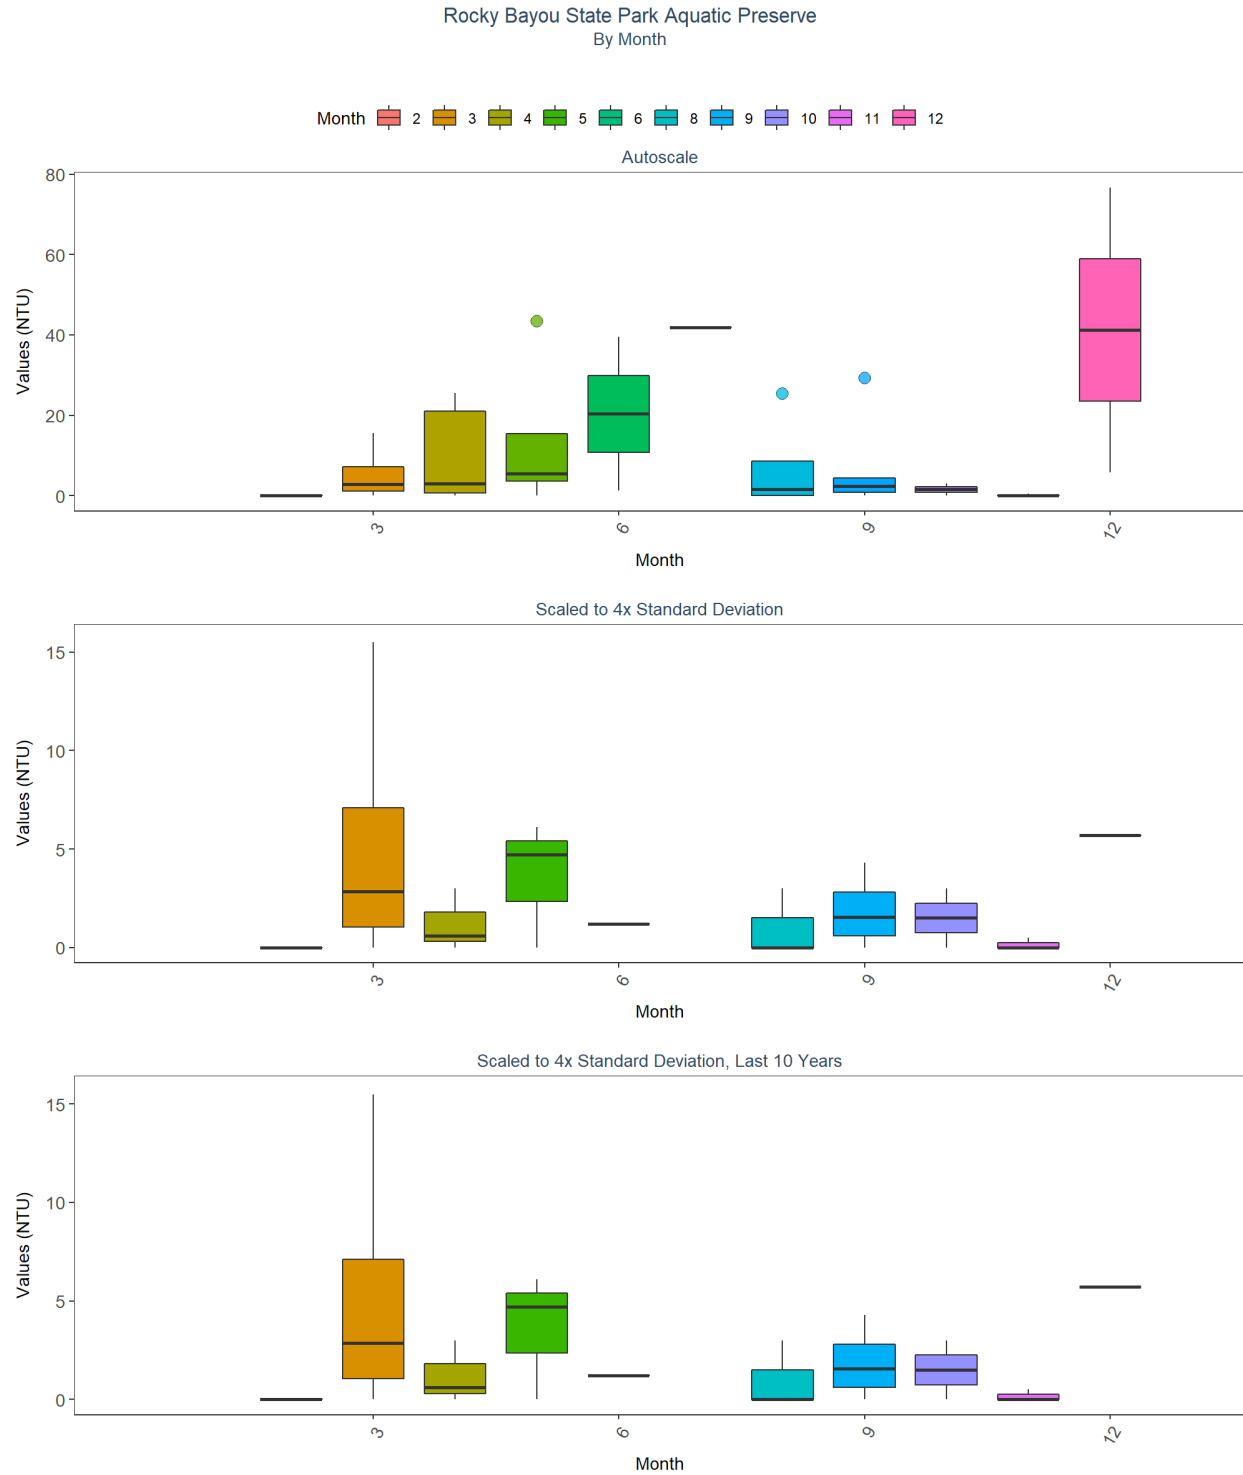 Rocky Bayou State Park Aquatic Preserve
By Month
Month 2 3 4 5 6 8 9 10 11 12
Autoscale
80
60
40
20
0
Values (NTU)
3 6 9 12
Month
Scaled to 4x Standard Deviation
15
10
5
0
Values (NTU)
3 6 9 12
Month
Scaled to 4x Standard Deviation, Last 10 Years
15
10
5
0
Values (NTU)
3 6 9 12
Month